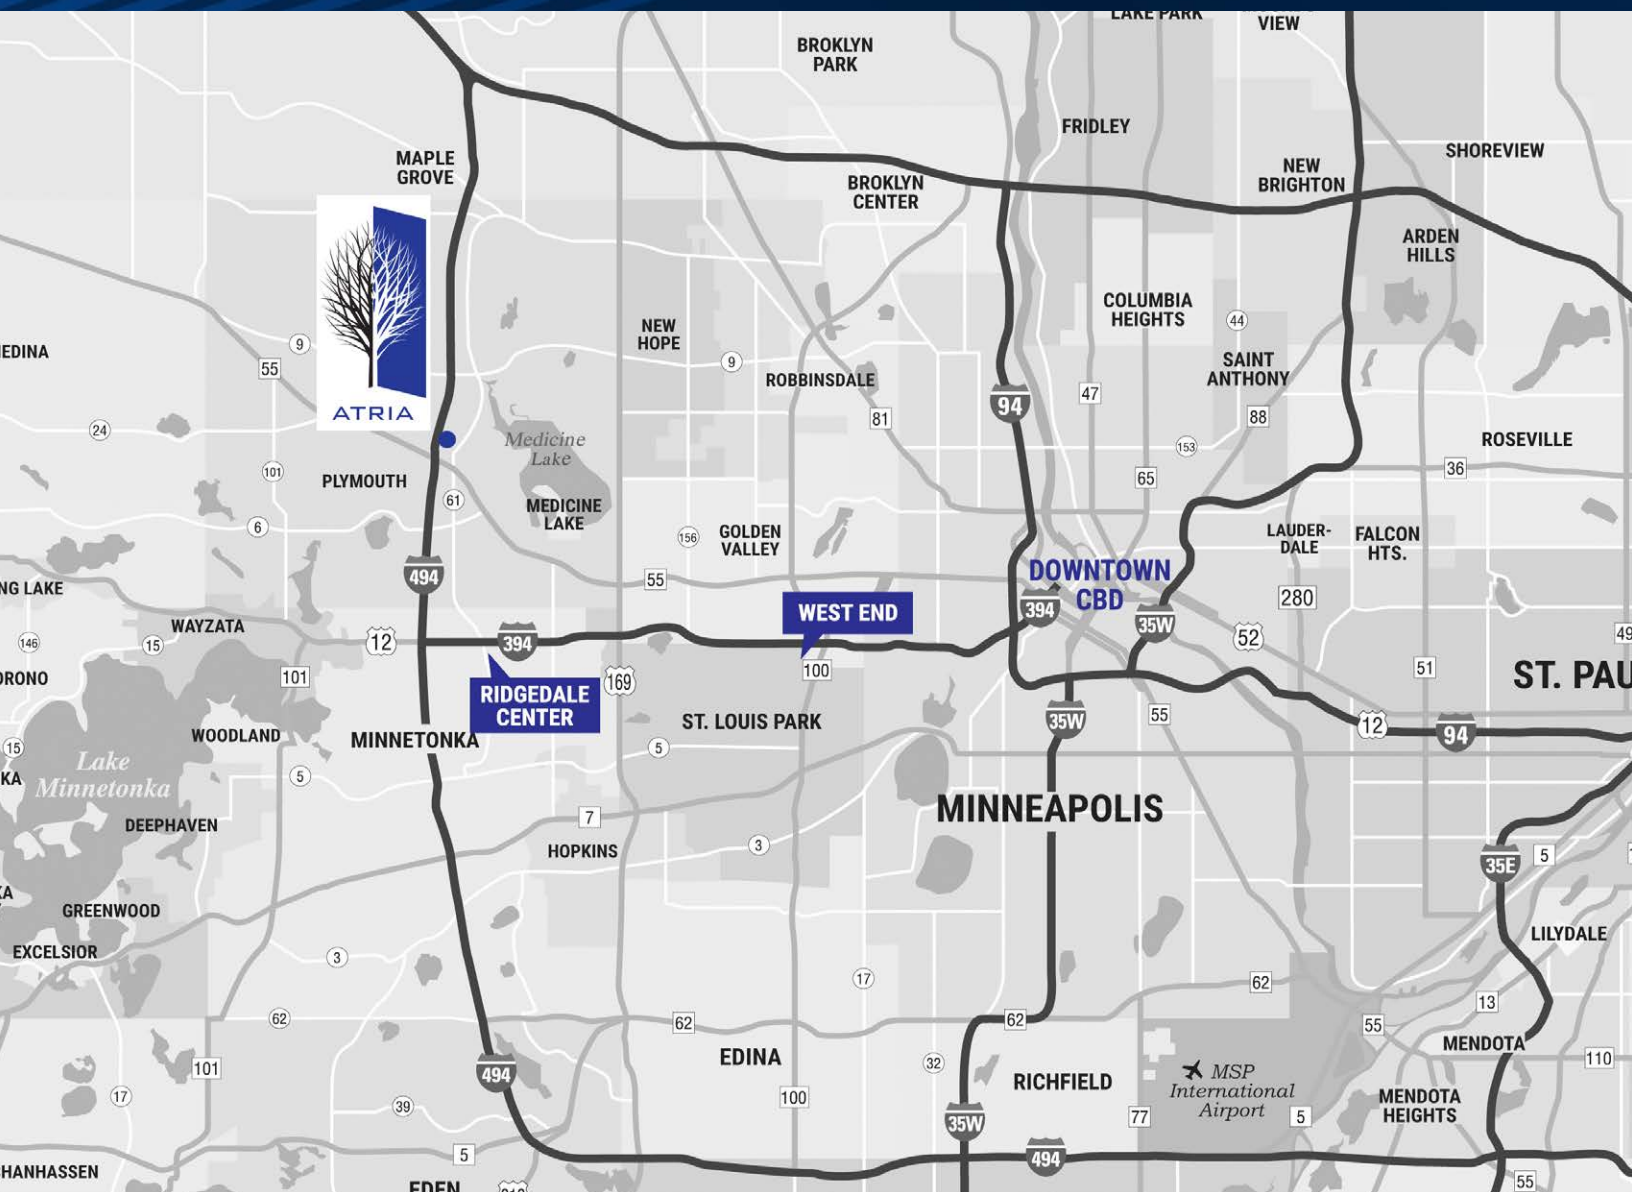 LAKE PARK
VIEW
BROKLYN
PARK
FRIDLEY
MAPLE
GROVE
SHOREVIEW
NEW
BRIGHTON
BROKLYN
CENTER
ARDEN
HILLS
COLUMBIA
HEIGHTS
44
NEW
HOPE
9
EDINA
55
9
ROBBINSDALE
SAINT
ANTHONY
94
47
ATRIA
81
88
24
Medicine
Lake
153
ROSEVILLE
101
PLYMOUTH
65
36
61
MEDICINE
LAKE
6
156
GOLDEN
VALLEY
LAUDER-
DALE
FALCON
HTS.
494
55
DOWNTOWN
CBD
NG LAKE
394
280
WEST END
35W
WAYZATA
146
15
12
394
52
49
ORONO
101
169
100
51
ST. PAU
RIDGEDALE
CENTER
ST. LOUIS PARK
35W
55
12
94
WOODLAND
MINNETONKA
15
5
KA
Lake
Minnetonka
5
MINNEAPOLIS
DEEPHAVEN
7
HOPKINS
3
35E
5
KA
GREENWOOD
EXCELSIOR
LILYDALE
3
17
62
13
62
62
62
55
MENDOTA
EDINA
32
110
101
494
RICHFIELD
MSP
International
Airport
17
39
100
MENDOTA
HEIGHTS
35W
77
5
5
494
HANHASSEN
55
EDEN